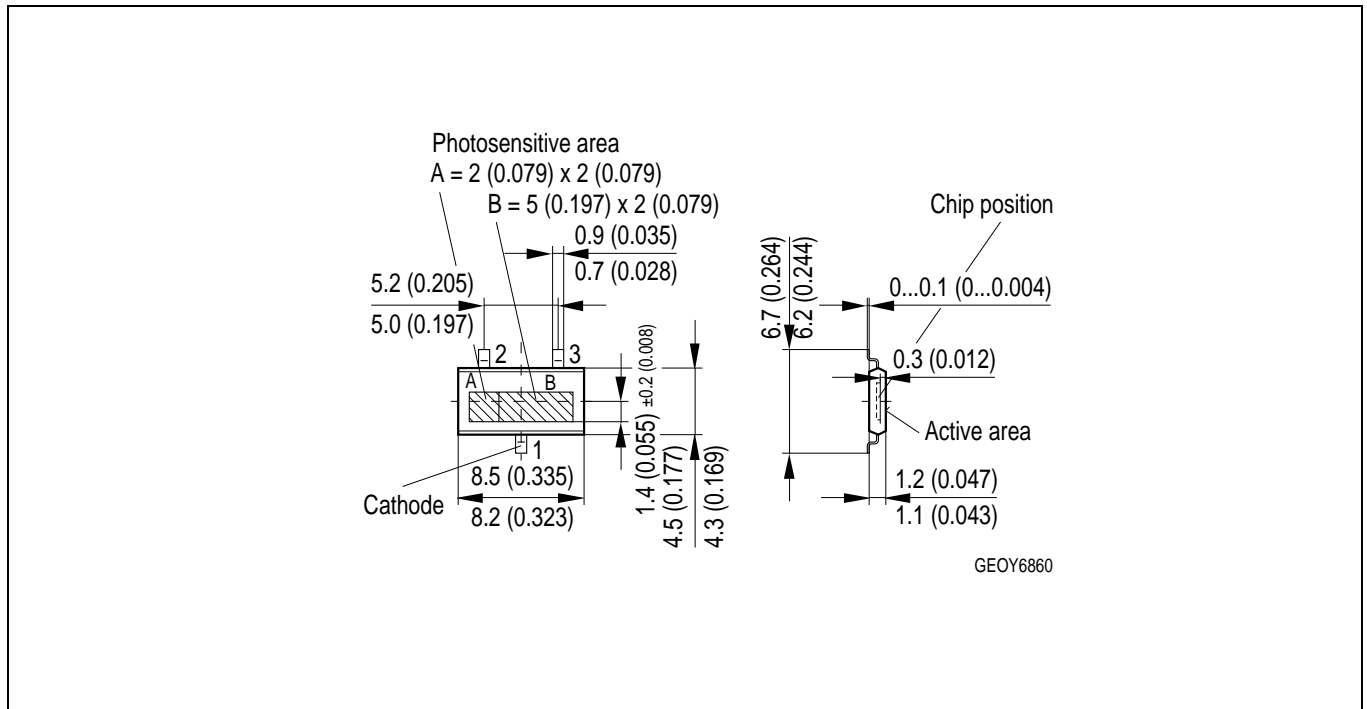 Photosensitive area
A = 2 (0.079) x 2 (0.079)
B = 5 (0.197) x 2 (0.079)
0.9 (0.035)
0.7 (0.028)
5.2 (0.205)
5.0 (0.197)
2
3
A
B
1
Cathode
8.5 (0.335)
8.2 (0.323)
1.4 (0.055) ±0.2 (0.008)
4.5 (0.177)
4.3 (0.169)
Chip position
6.7 (0.264)
6.2 (0.244)
0...0.1 (0...0.004)
0.3 (0.012)
Active area
1.2 (0.047)
1.1 (0.043)
GEOY6860